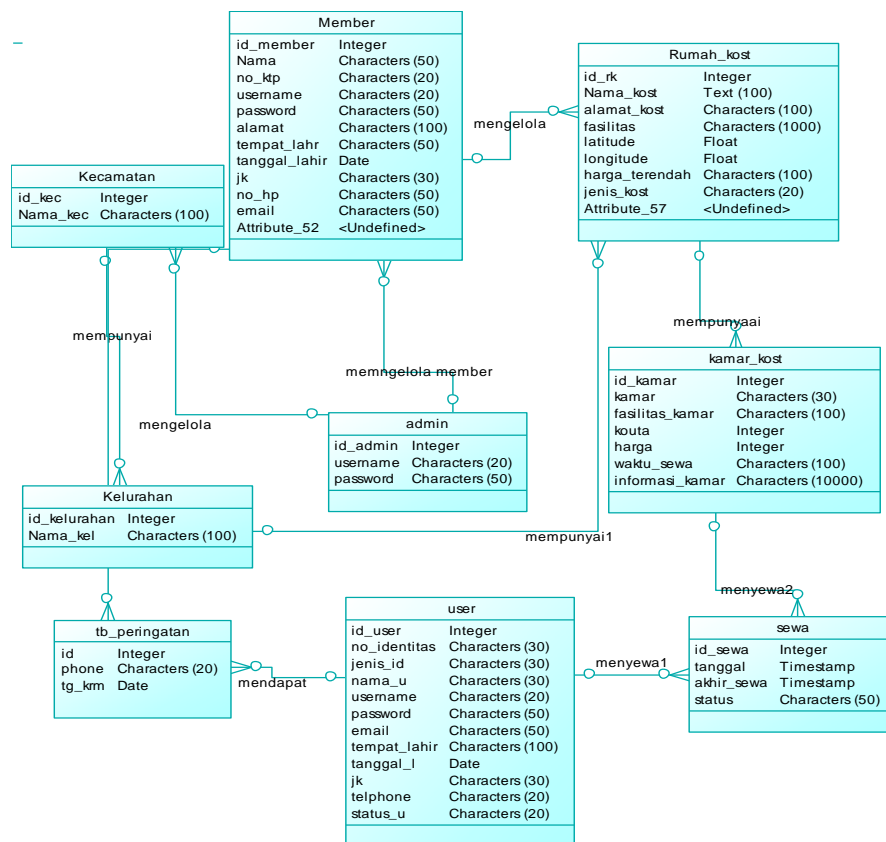 Member
id_member Integer
Nama Characters (50)
no_ktp Characters (20)
username Characters (20)
password Characters (50)
alamat Characters (100)
tempat_lahr Characters (50)
tanggal_lahir Date
jk Characters (30)
no_hp Characters (50)
email Characters (50)
Attribute_52 <Undefined>
mengelola
Rumah_kost
id_rk Integer
Nama_kost Text (100)
alamat_kost Characters (100)
fasilitas Characters (1000)
latitude Float
longitude Float
harga_terendah Characters (100)
jenis_kost Characters (20)
Attribute_57 <Undefined>
Kecamatan
id_kec Integer
Nama_kec Characters (100)
mempunyai
mempunyaai
memngelola member
mengelola
kamar_kost
id_kamar Integer
kamar Characters (30)
fasilitas_kamar Characters (100)
kouta Integer
harga Integer
waktu_sewa Characters (100)
informasi_kamar Characters (10000)
admin
id_admin Integer
username Characters (20)
password Characters (50)
Kelurahan
id_kelurahan Integer
Nama_kel Characters (100)
mempunyai1
menyewa2
tb_peringatan
id Integer
phone Characters (20)
tg_krm Date
mendapat
user
id_user Integer
no_identitas Characters (30)
jenis_id Characters (30)
nama_u Characters (30)
username Characters (20)
password Characters (50)
email Characters (50)
tempat_lahir Characters (100)
tanggal_l Date
jk Characters (30)
telphone Characters (20)
status_u Characters (20)
menyewa1
sewa
id_sewa Integer
tanggal Timestamp
akhir_sewa Timestamp
status Characters (50)